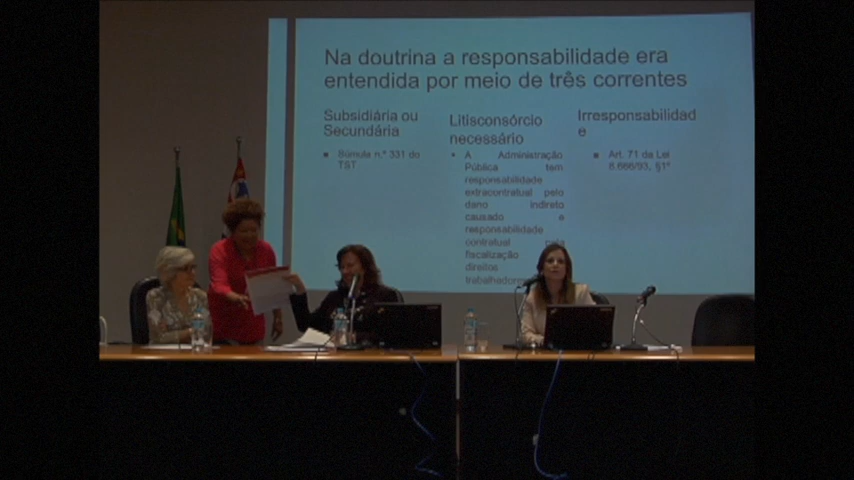 Na doutrina a responsabilidade era
entendida por meio de três correntes
Subsidiária ou
Secundária
Súmula n.º 331 do
TST
Litisconsórcio
necessário
A Administração
Pública tem
responsabilidade
extracontratual pelo
dano indireto
causado e
responsabilidade
contratual pela
fiscalização
direitos
trabalhador
Irresponsabilidad
e
Art. 71 da Lei
8.666/93, §1º